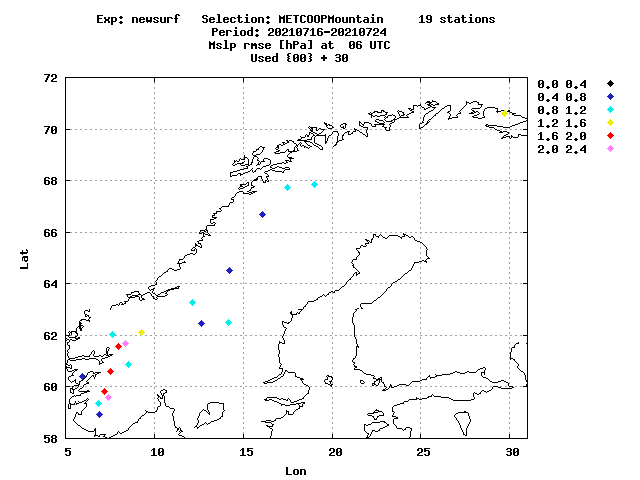 Exp: newsurf   Selection: METCOOPMountain     19 stations
Period: 20210716-20210724
Mslp rmse [hPa] at  06 UTC
Used {00} + 30
0.0 0.4
0.4 0.8
0.8 1.2
1.2 1.6
1.6 2.0
2.0 2.4
72
70
68
66
64
62
60
58
Lat
5 10 15 20 25 30
Lon